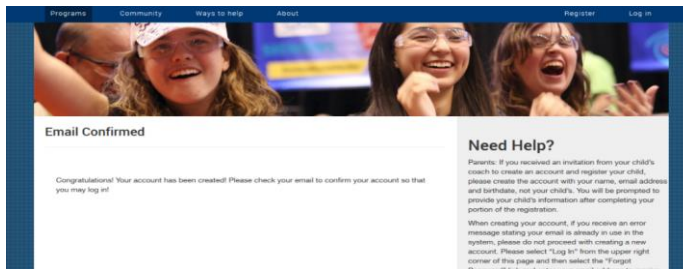 Programs Community Ways to help About Register Log in
Email Confirmed
Congratulations! Your account has been created! Please check your email to confirm your account so that
you may log in!
Need Help?
Parents: If you received an invitation from your child's
coach to create an account and register your child,
please create the account with your name, email address
and birthdate, not your child's. You will be prompted to
provide your child's information after completing your
portion of the registration.
When creating your account, if you receive an error
message stating your email is already in use in the
system, please do not proceed with creating a new
account. Please select "Log In" from the upper right
corner of this page and then select the "Forgot